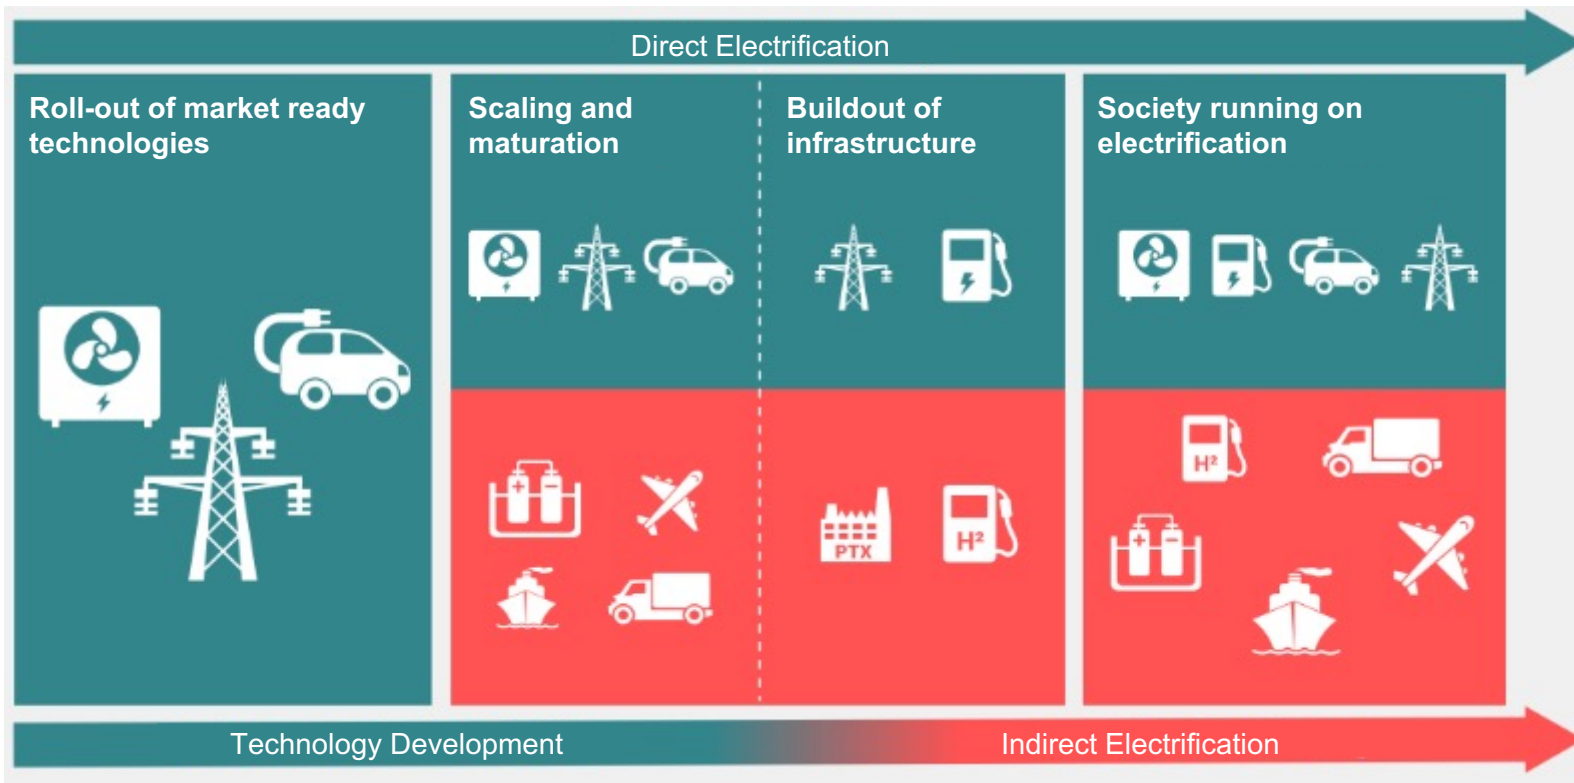 Direct Electrification
Roll-out of market ready
technologies
Scaling and
maturation
Buildout of
infrastructure
Society running on
electrification
H²
+ −
PTX
H²
+ −
Technology Development
Indirect Electrification